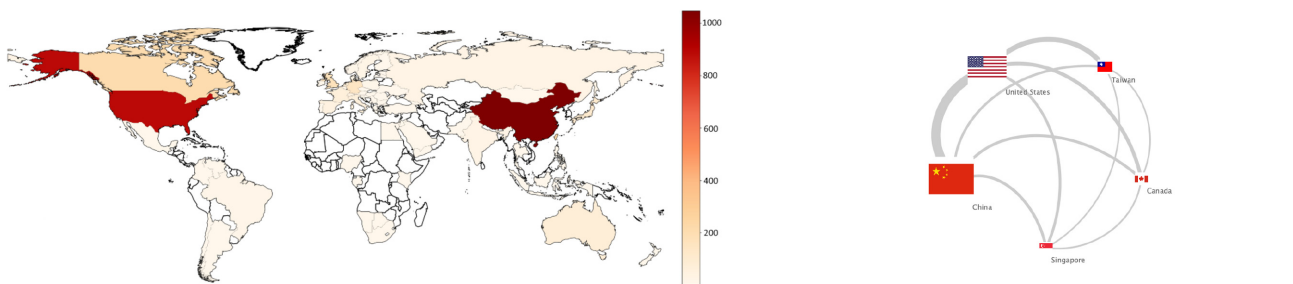 1000
800
600
400
200
Taiwan
United States
Canada
China
Singapore